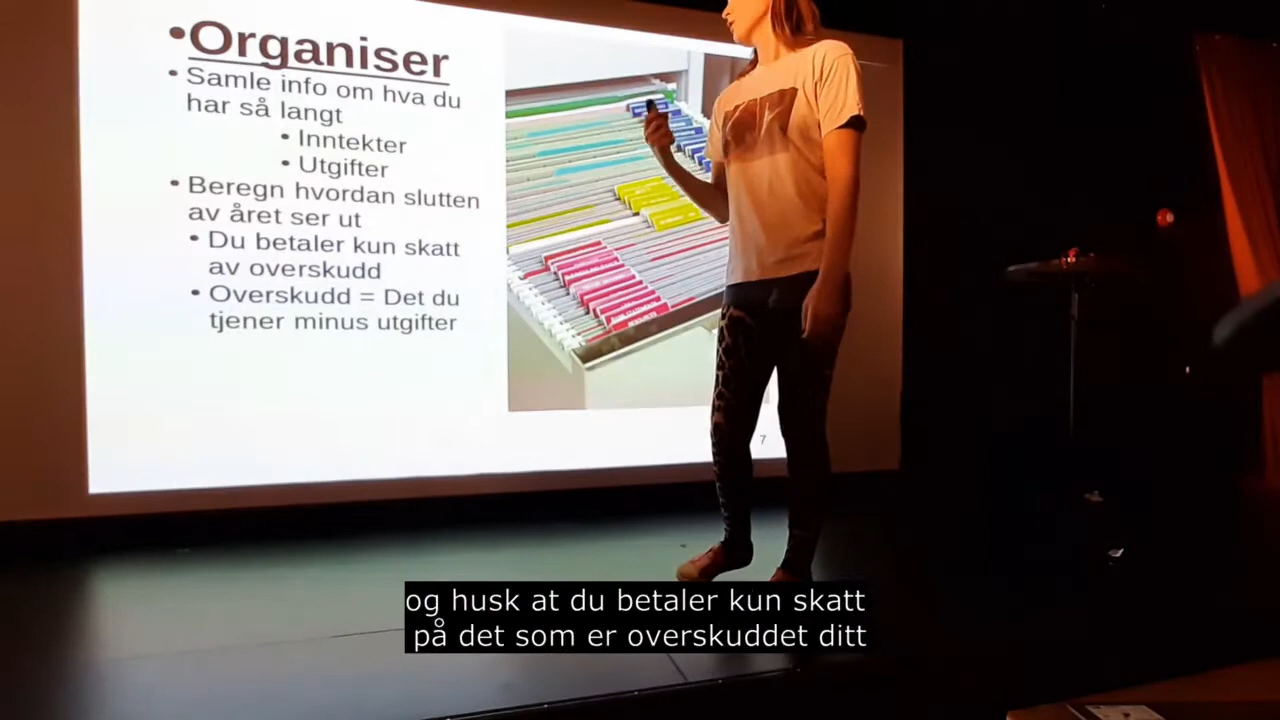 •Organiser
• Samle info om hva du
har så langt
• Inntekter
• Utgifter
• Beregn hvordan slutten
av året ser ut
• Du betaler kun skatt
av overskudd
• Overskudd = Det du
tjener minus utgifter
7
og husk at du betaler kun skatt
på det som er overskuddet ditt